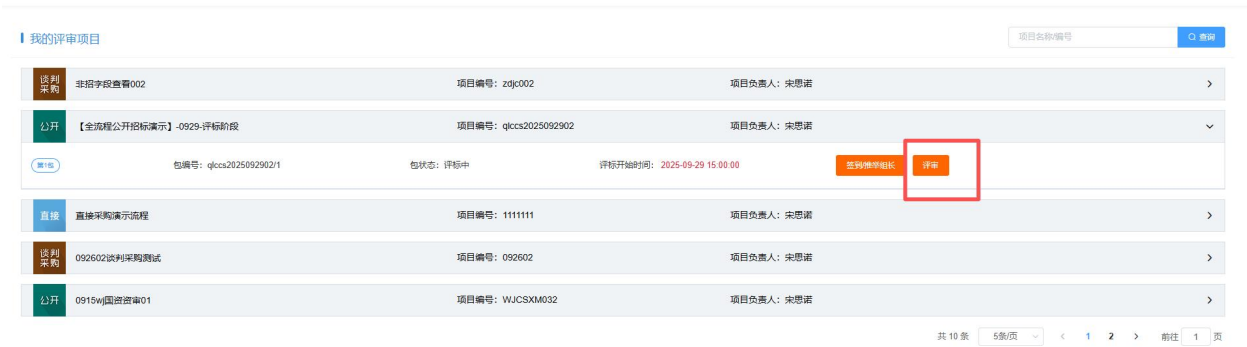 我的评审项目 项目名称/编号 查询
谈判采购 非招字段查看002 项目编号：zdjc002 项目负责人：宋思诺
公开 【全流程公开招标演示】-0929-评标阶段 项目编号：qlccs2025092902 项目负责人：宋思诺
第1包 包编号：qlccs2025092902/1 包状态：评标中 评标开始时间：2025-09-29 15:00:00 签到/推举组长 评审
直接 直接采购演示流程 项目编号：1111111 项目负责人：宋思诺
谈判采购 092602谈判采购测试 项目编号：092602 项目负责人：宋思诺
公开 0915wj国资资审01 项目编号：WJCSXM032 项目负责人：宋思诺
共 10 条 5条/页 1 2 前往 1 页